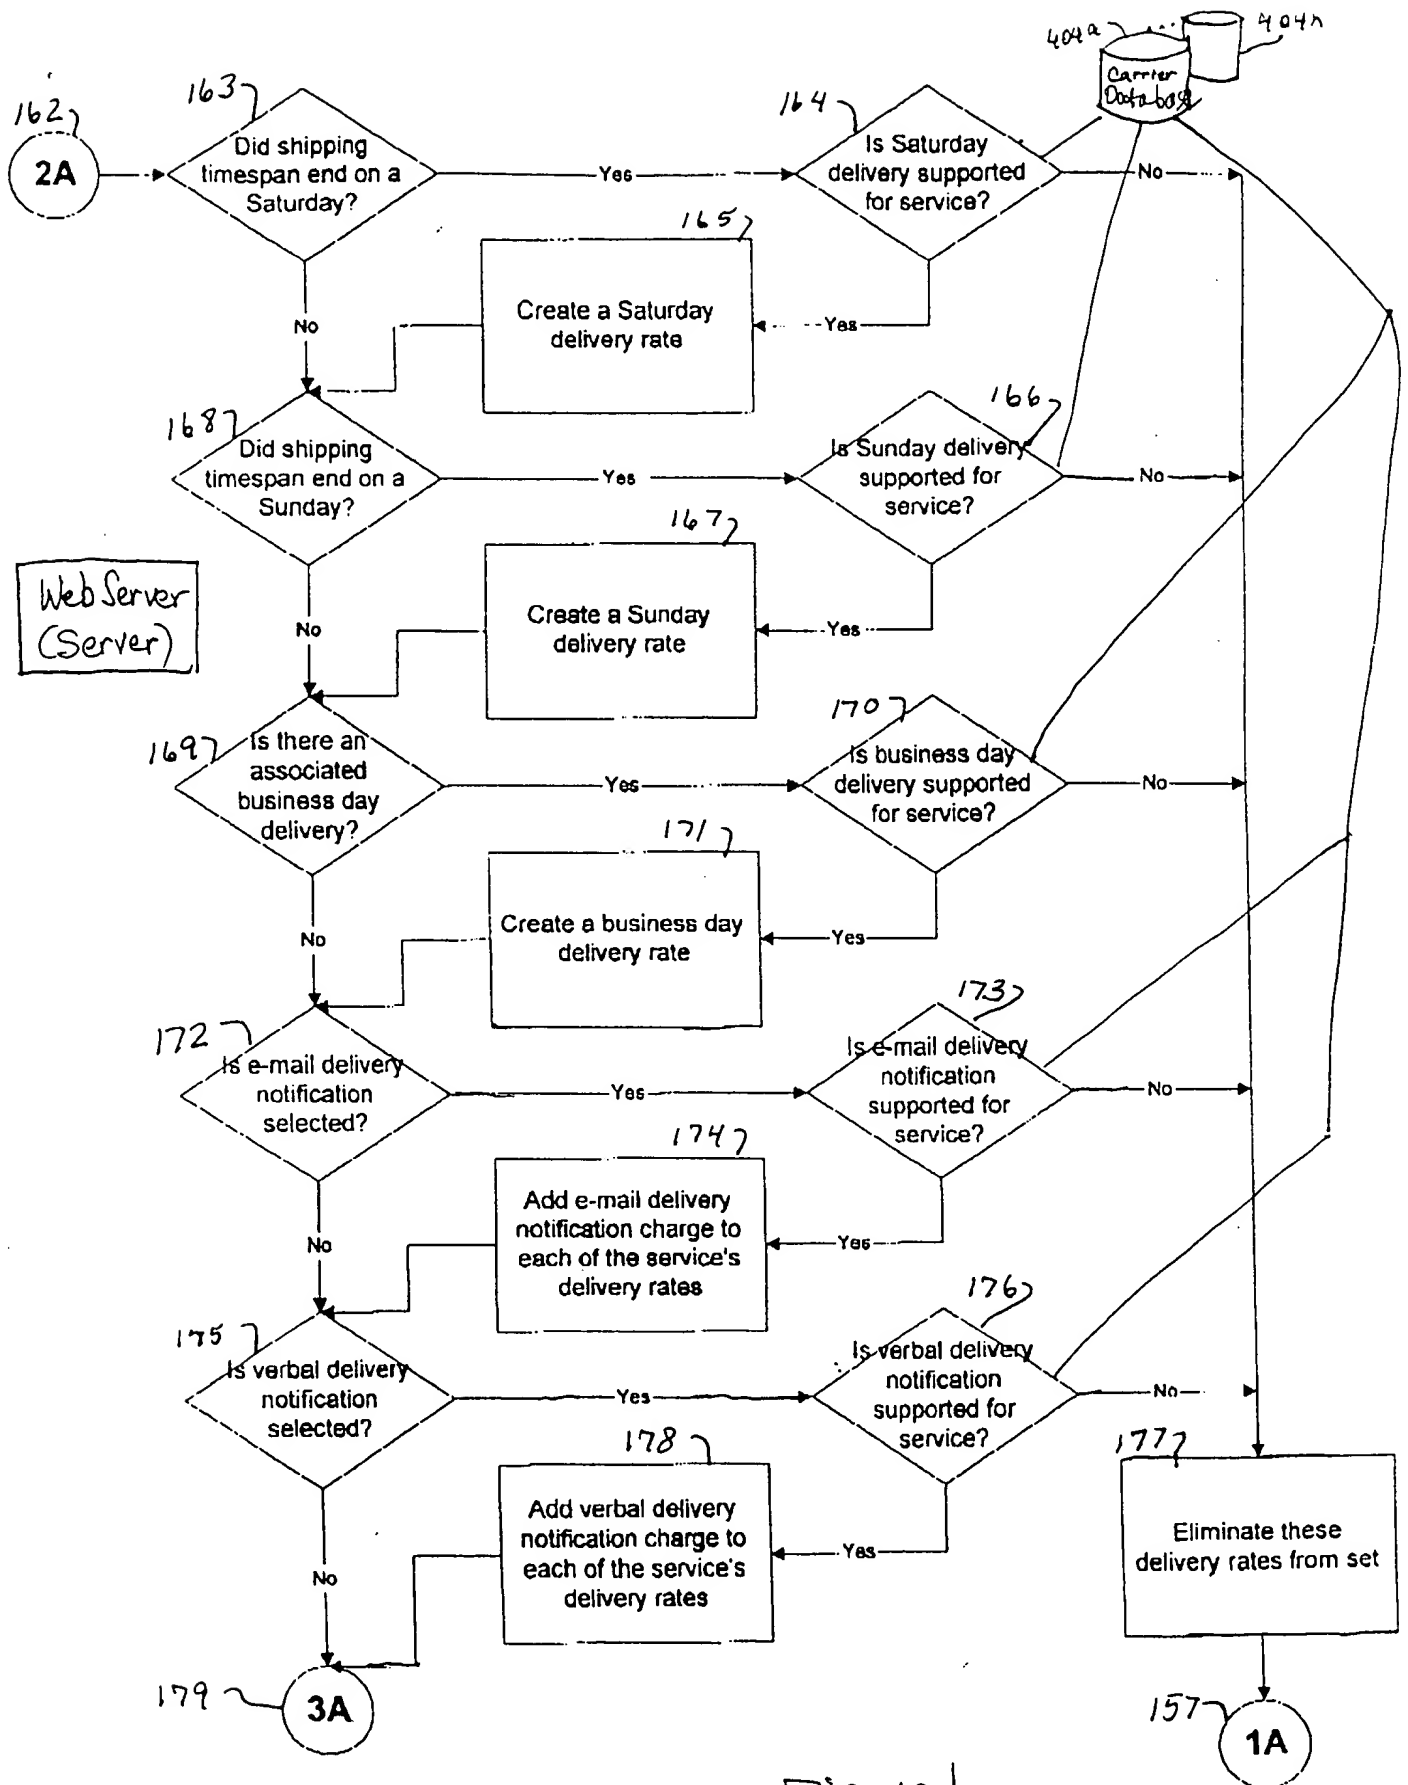 404a
404n
Carrier
Database
162
2A
163
Did shipping
timespan end on a
Saturday?
Yes
164
Is Saturday
delivery supported
for service?
No
165
Create a Saturday
delivery rate
Yes
No
168
Did shipping
timespan end on a
Sunday?
Yes
166
Is Sunday delivery
supported for
service?
No
Web Server
(Server)
167
Create a Sunday
delivery rate
Yes
No
169
Is there an
associated
business day
delivery?
Yes
170
Is business day
delivery supported
for service?
No
171
Create a business day
delivery rate
Yes
No
172
Is e-mail delivery
notification
selected?
Yes
173
Is e-mail delivery
notification
supported for
service?
No
174
Add e-mail delivery
notification charge to
each of the service's
delivery rates
Yes
No
175
Is verbal delivery
notification
selected?
Yes
176
Is verbal delivery
notification
supported for
service?
No
178
Add verbal delivery
notification charge to
each of the service's
delivery rates
Yes
No
177
Eliminate these
delivery rates from set
179
3A
157
1A